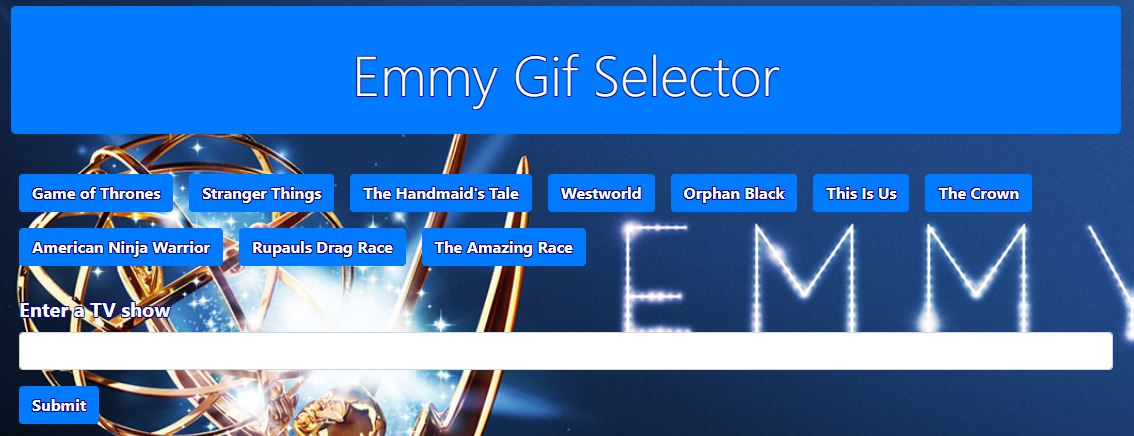 Emmy Gif Selector
Game of Thrones Stranger Things The Handmaid's Tale Westworld Orphan Black This Is Us The Crown
American Ninja Warrior Rupauls Drag Race The Amazing Race
EMMY
Enter a TV show
Submit